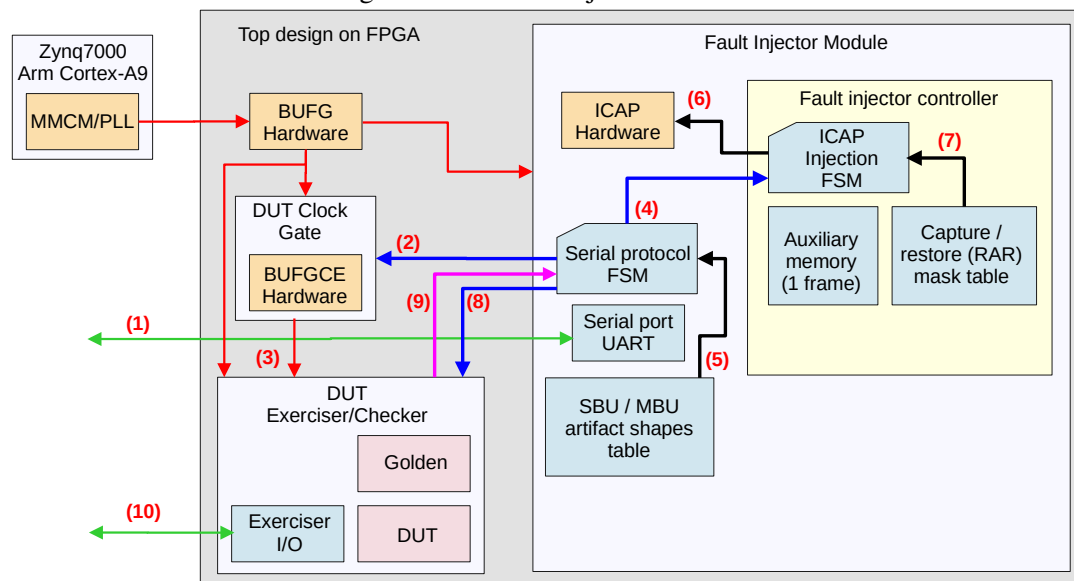 Zynq7000
Arm Cortex-A9
MMCM/PLL
Top design on FPGA
BUFG
Hardware
DUT Clock
Gate
BUFGCE
Hardware
(1)
(2)
(3)
(9)
(8)
DUT
Exerciser/Checker
Golden
DUT
Exerciser
I/O
(10)
Fault Injector Module
ICAP
Hardware
(6)
Fault injector controller
ICAP
Injection
FSM
(7)
(4)
Auxiliary
memory
(1 frame)
Capture /
restore (RAR)
mask table
Serial protocol
FSM
Serial port
UART
(5)
SBU / MBU
artifact shapes
table